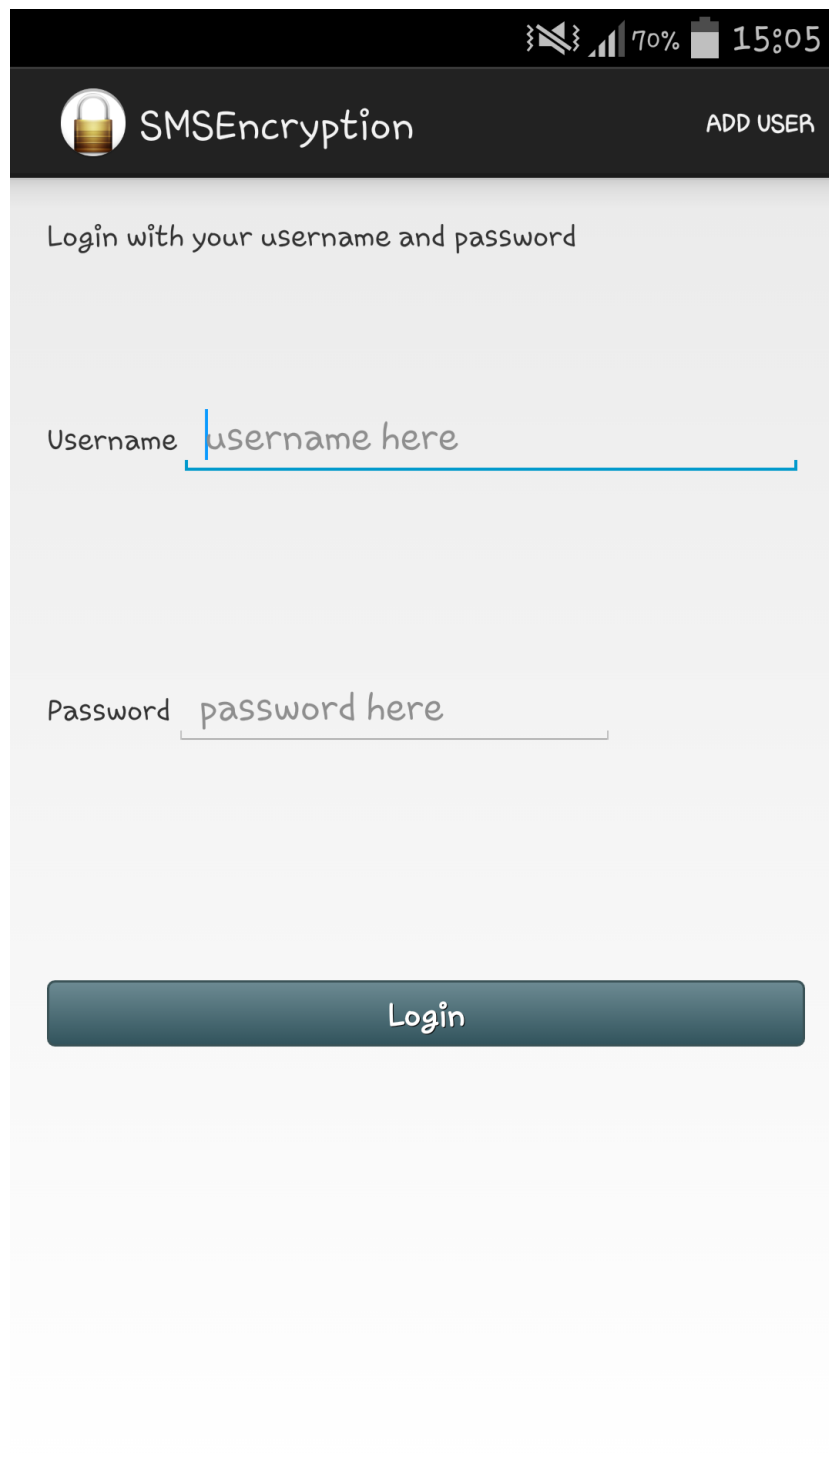 70% 15:05
SMSEncryption ADD USER
Login with your username and password
Username username here
Password password here
Login